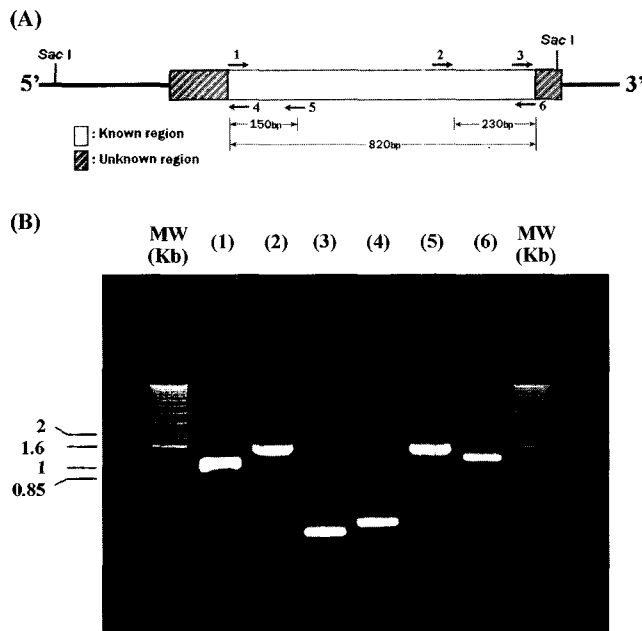 (A)
Sac I
Sac I
5'
3'
1
2
3
4
5
6
150bp
230bp
820bp
: Known region
: Unknown region
(B)
MW (Kb)
(1)
(2)
(3)
(4)
(5)
(6)
MW (Kb)
2
1.6
1
0.85